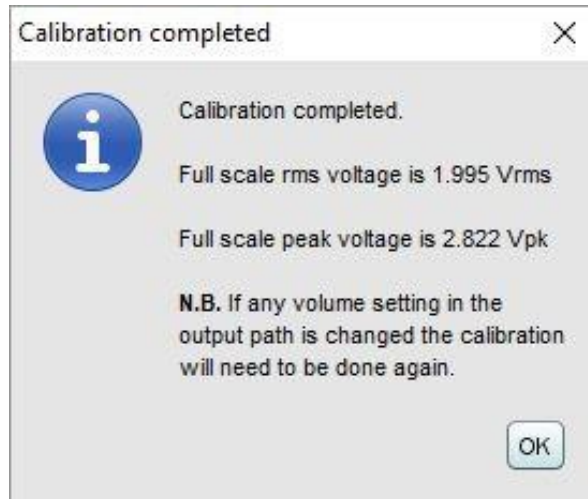 Calibration completed
Calibration completed.
Full scale rms voltage is 1.995 Vrms
Full scale peak voltage is 2.822 Vpk
N.B. If any volume setting in the
output path is changed the calibration
will need to be done again.
OK